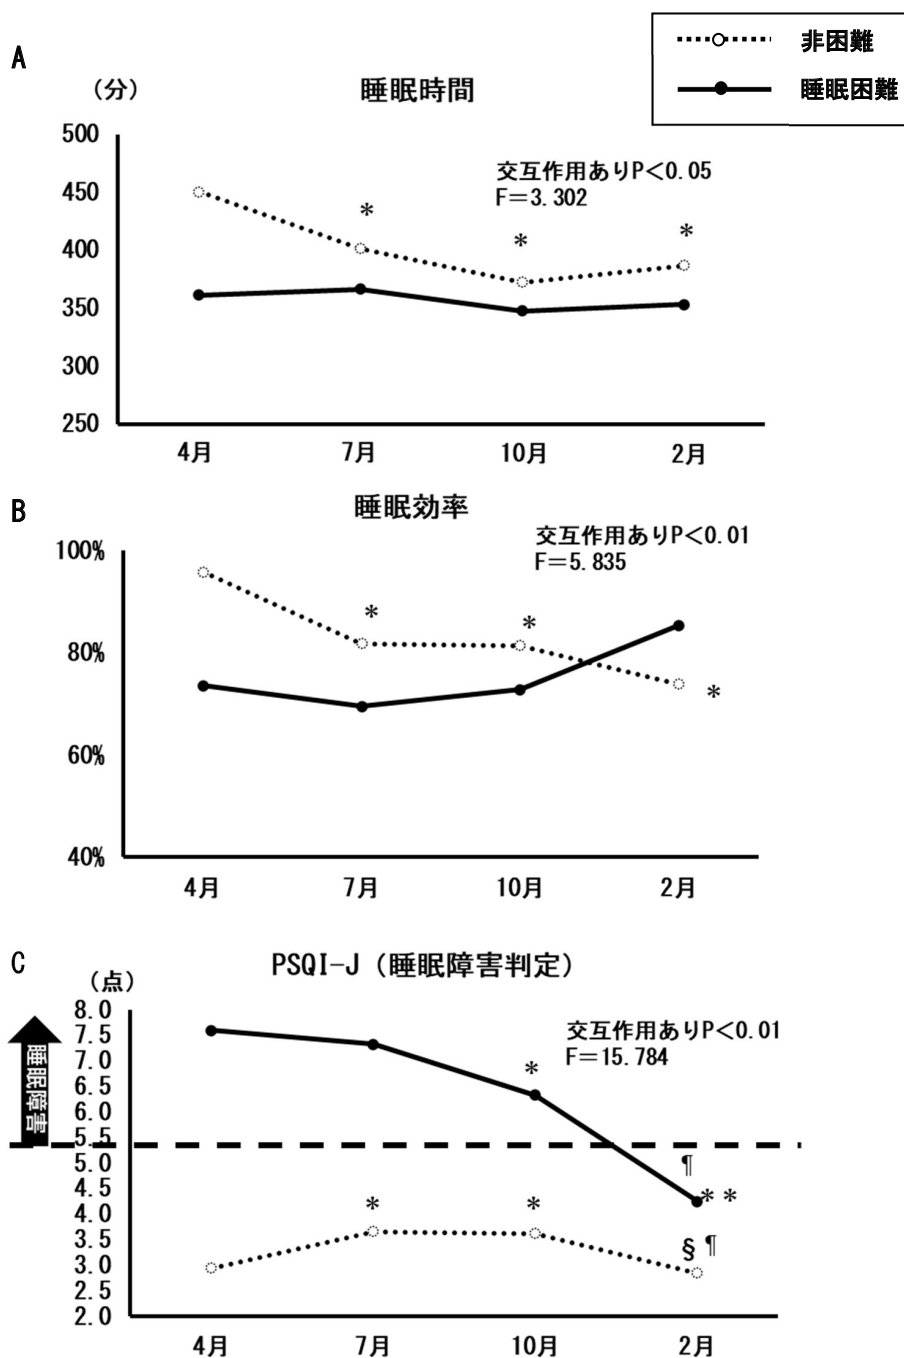 非困難
睡眠困難
A
(分)
睡眠時間
500
450
400
350
300
250
交互作用ありP<0.05
F=3.302
*
*
*
4月
7月
10月
2月
B
睡眠効率
交互作用ありP<0.01
F=5.835
100%
80%
60%
40%
*
*
*
4月
7月
10月
2月
C
(点)
PSQI-J (睡眠障害判定)
交互作用ありP<0.01
F=15.784
8.0
7.5
7.0
6.5
6.0
5.5
5.0
4.5
4.0
3.5
3.0
2.5
2.0
睡眠障害
*
¶
**
*
*
§ ¶
4月
7月
10月
2月